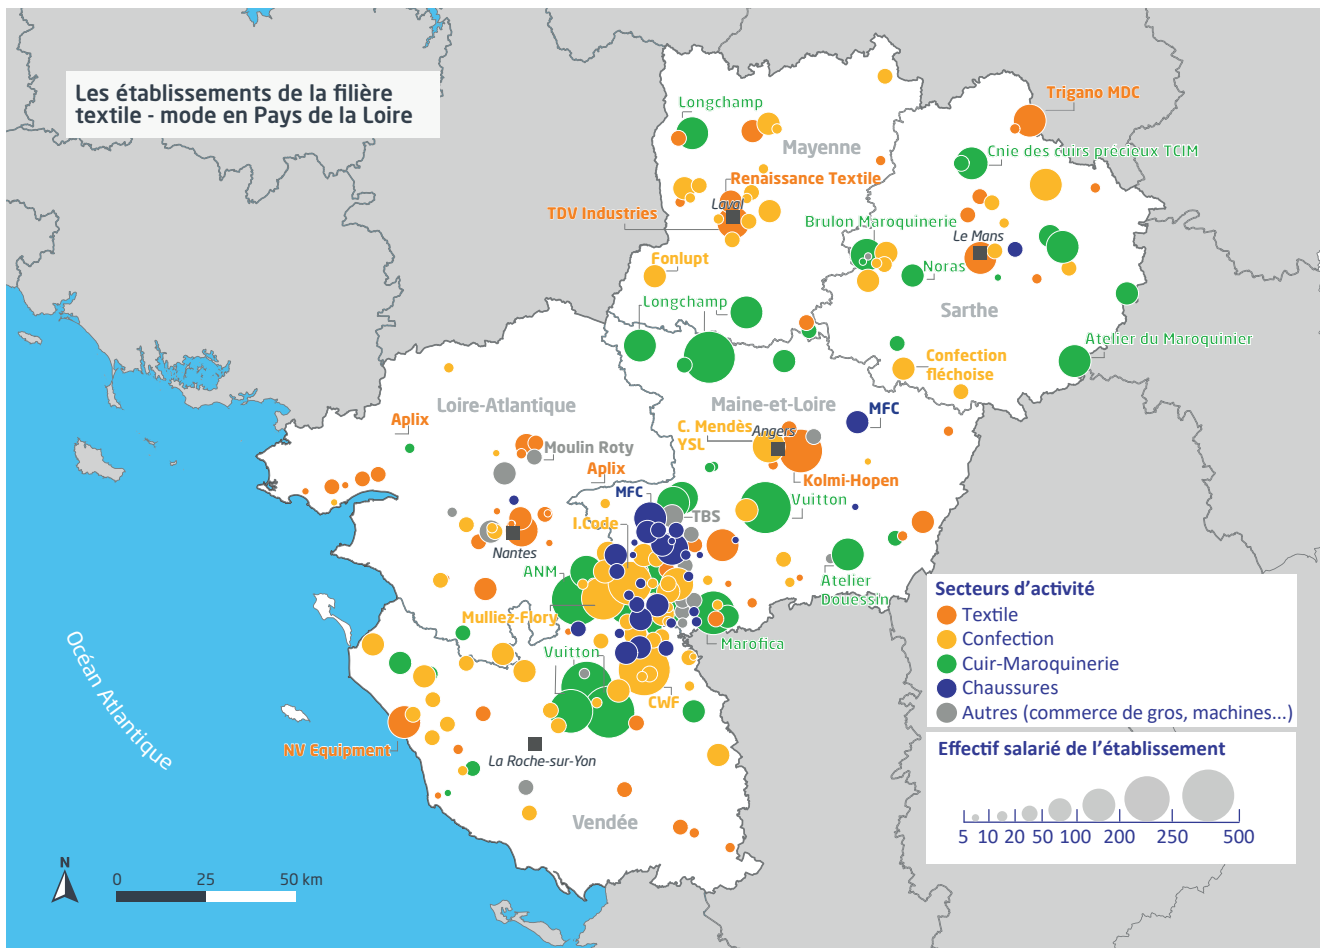 Les établissements de la filière
textile - mode en Pays de la Loire
Longchamp
Mayenne
Trigano MDC
Cnie des cuirs précieux TCIM
Renaissance Textile
Laval
TDV Industries
Brulon Maroquinerie
Le Mans
Fonlupt
Noras
Longchamp
Sarthe
Atelier du Maroquinier
Confection
fléchoise
Loire-Atlantique
Maine-et-Loire
MFC
Aplix
C. Mendès
YSL
Angers
Moulin Roty
Aplix
Kolmi-Hopen
MFC
Vuitton
TBS
I.Code
Nantes
ANM
Atelier
Douessin
Mulliez-Flory
Marofica
Vuitton
CWF
NV Equipment
La Roche-sur-Yon
Vendée
Océan Atlantique
Secteurs d'activité
Textile
Confection
Cuir-Maroquinerie
Chaussures
Autres (commerce de gros, machines...)
Effectif salarié de l'établissement
5 10 20 50 100 200 250 500
N
0 25 50 km